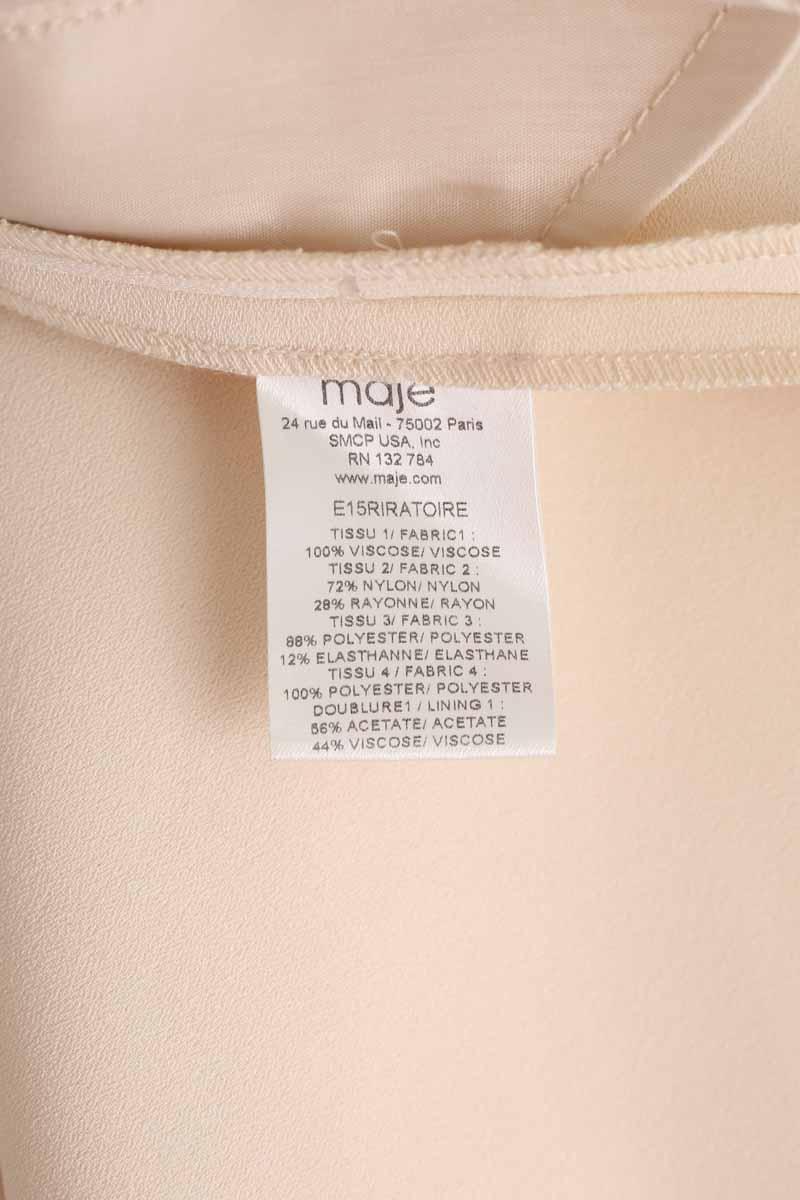 maje
24 rue du Mail - 75002 Paris
SMCP USA, Inc
RN 132 784
www.maje.com
E15RIRATOIRE
TISSU 1/ FABRIC1 :
100% VISCOSE/ VISCOSE
TISSU 2/ FABRIC 2 :
72% NYLON/ NYLON
28% RAYONNE/ RAYON
TISSU 3/ FABRIC 3 :
88% POLYESTER/ POLYESTER
12% ELASTHANNE/ ELASTHANE
TISSU 4 / FABRIC 4 :
100% POLYESTER/ POLYESTER
DOUBLURE1 / LINING 1 :
56% ACETATE/ ACETATE
44% VISCOSE/ VISCOSE